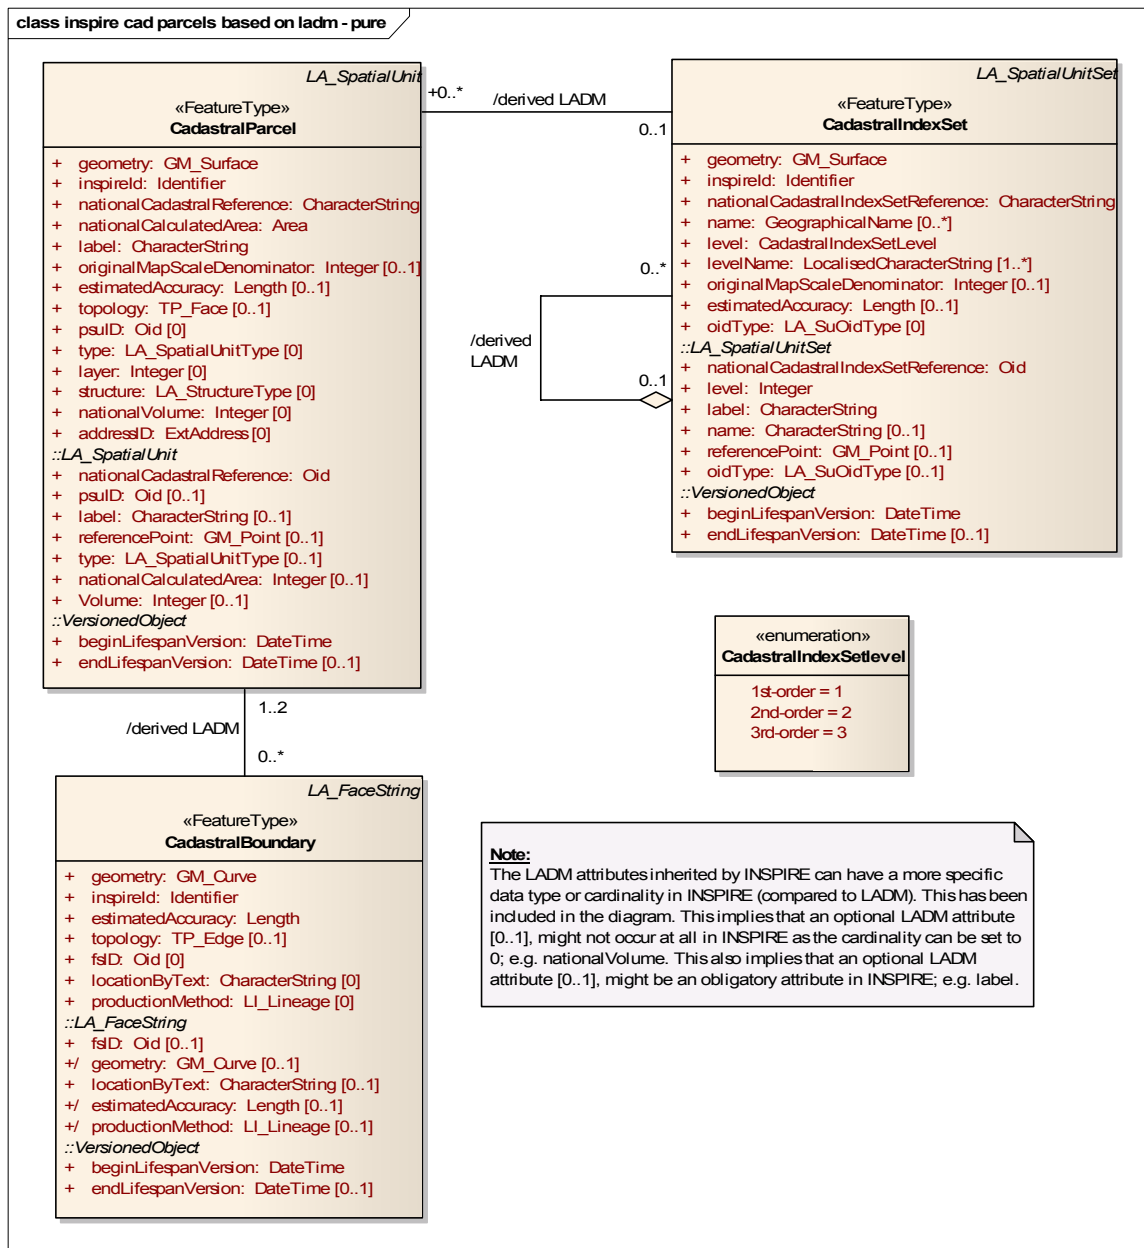 class inspire cad parcels based on ladm - pure
LA_SpatialUnit
«FeatureType»
CadastralParcel
+ geometry: GM_Surface
+ inspireId: Identifier
+ nationalCadastralReference: CharacterString
+ nationalCalculatedArea: Area
+ label: CharacterString
+ originalMapScaleDenominator: Integer [0..1]
+ estimatedAccuracy: Length [0..1]
+ topology: TP_Face [0..1]
+ psuID: Oid [0]
+ type: LA_SpatialUnitType [0]
+ layer: Integer [0]
+ structure: LA_StructureType [0]
+ nationalVolume: Integer [0]
+ addressID: ExtAddress [0]
::LA_SpatialUnit
+ nationalCadastralReference: Oid
+ psuID: Oid [0..1]
+ label: CharacterString [0..1]
+ referencePoint: GM_Point [0..1]
+ type: LA_SpatialUnitType [0..1]
+ nationalCalculatedArea: Integer [0..1]
+ Volume: Integer [0..1]
::VersionedObject
+ beginLifespanVersion: DateTime
+ endLifespanVersion: DateTime [0..1]
+0..*
/derived LADM
0..1
LA_SpatialUnitSet
«FeatureType»
CadastralIndexSet
+ geometry: GM_Surface
+ inspireId: Identifier
+ nationalCadastralIndexSetReference: CharacterString
+ name: GeographicalName [0..*]
+ level: CadastralIndexSetLevel
+ levelName: LocalisedCharacterString [1..*]
+ originalMapScaleDenominator: Integer [0..1]
+ estimatedAccuracy: Length [0..1]
+ oidType: LA_SuOidType [0]
::LA_SpatialUnitSet
+ nationalCadastralIndexSetReference: Oid
+ level: Integer
+ label: CharacterString
+ name: CharacterString [0..1]
+ referencePoint: GM_Point [0..1]
+ oidType: LA_SuOidType [0..1]
::VersionedObject
+ beginLifespanVersion: DateTime
+ endLifespanVersion: DateTime [0..1]
0..*
/derived
LADM
0..1
1..2
/derived LADM
0..*
«enumeration»
CadastralIndexSetlevel
1st-order = 1
2nd-order = 2
3rd-order = 3
LA_FaceString
«FeatureType»
CadastralBoundary
+ geometry: GM_Curve
+ inspireId: Identifier
+ estimatedAccuracy: Length
+ topology: TP_Edge [0..1]
+ fsID: Oid [0]
+ locationByText: CharacterString [0]
+ productionMethod: LI_Lineage [0]
::LA_FaceString
+ fsID: Oid [0..1]
+/ geometry: GM_Curve [0..1]
+ locationByText: CharacterString [0..1]
+/ estimatedAccuracy: Length [0..1]
+/ productionMethod: LI_Lineage [0..1]
::VersionedObject
+ beginLifespanVersion: DateTime
+ endLifespanVersion: DateTime [0..1]
Note:
The LADM attributes inherited by INSPIRE can have a more specific
data type or cardinality in INSPIRE (compared to LADM). This has been
included in the diagram. This implies that an optional LADM attribute
[0..1], might not occur at all in INSPIRE as the cardinality can be set to
0; e.g. nationalVolume. This also implies that an optional LADM
attribute [0..1], might be an obligatory attribute in INSPIRE; e.g. label.